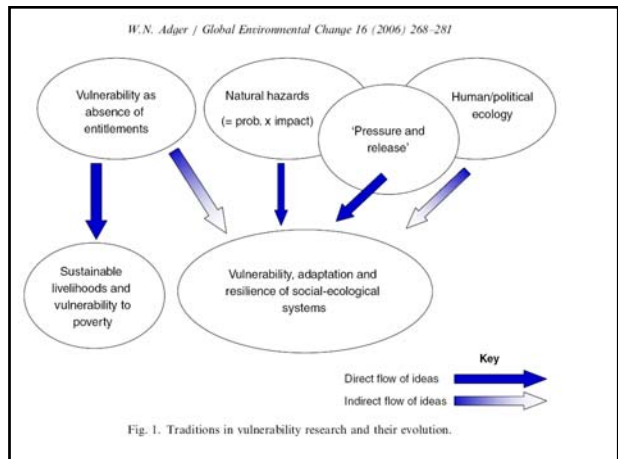 W.N. Adger / Global Environmental Change 16 (2006) 268–281
Vulnerability as
absence of
entitlements
Natural hazards
(= prob. x impact)
'Pressure and
release'
Human/political
ecology
Sustainable
livelihoods and
vulnerability to
poverty
Vulnerability, adaptation and
resilience of social-ecological
systems
Key
Direct flow of ideas
Indirect flow of ideas
Fig. 1. Traditions in vulnerability research and their evolution.